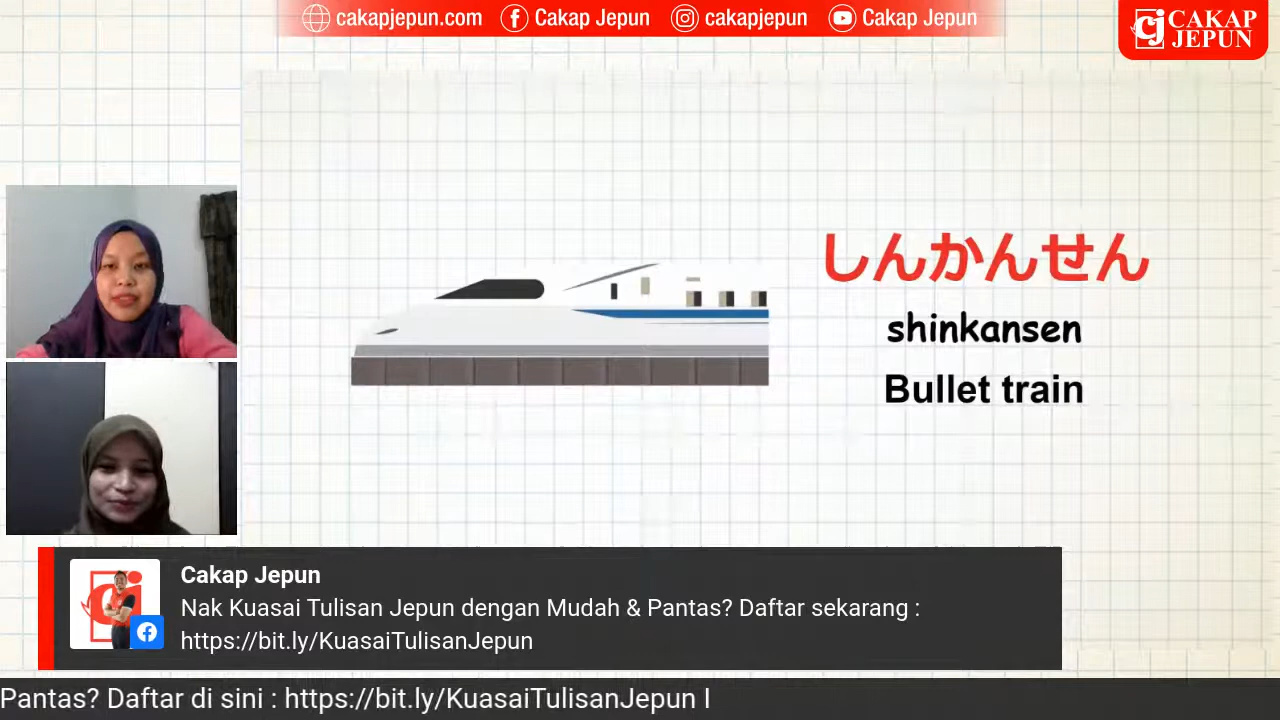 cakapjepun.com Cakap Jepun cakapjepun Cakap Jepun
CAKAP
JEPUN
しんかんせん
shinkansen
Bullet train
Cakap Jepun
Nak Kuasai Tulisan Jepun dengan Mudah & Pantas? Daftar sekarang :
https://bit.ly/KuasaiTulisanJepun
Pantas? Daftar di sini : https://bit.ly/KuasaiTulisanJepun I